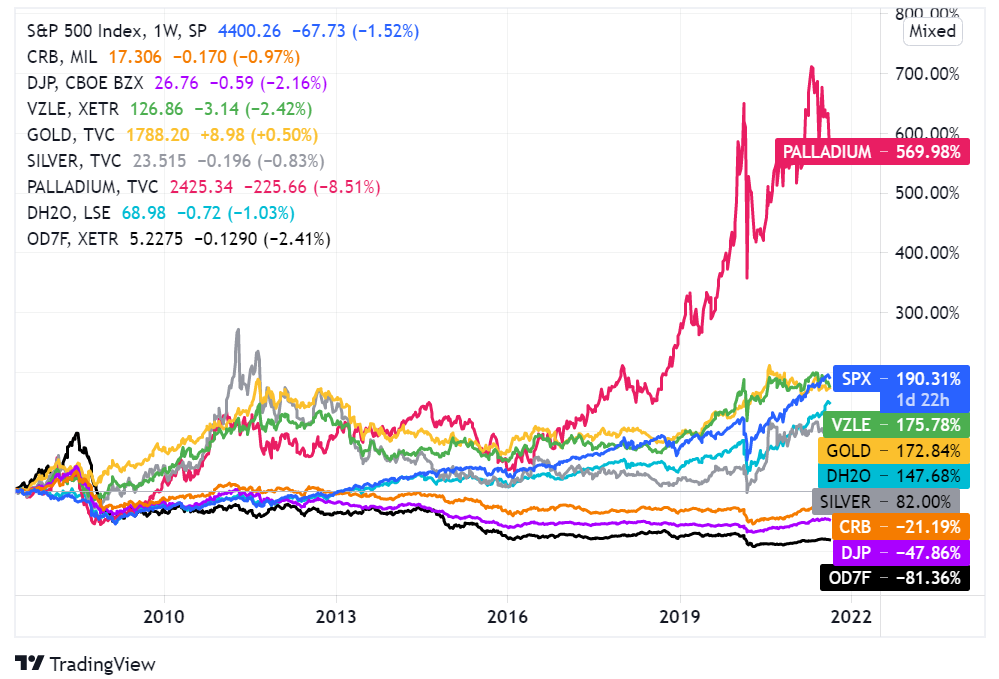 800.00%
S&P 500 Index, 1W, SP 4400.26 −67.73 (−1.52%)
Mixed
CRB, MIL 17.306 −0.170 (−0.97%)
700.00%
DJP, CBOE BZX 26.76 −0.59 (−2.16%)
VZLE, XETR 126.86 −3.14 (−2.42%)
GOLD, TVC 1788.20 +8.98 (+0.50%)
600.00%
SILVER, TVC 23.515 −0.196 (−0.83%)
PALLADIUM − 569.98%
PALLADIUM, TVC 2425.34 −225.66 (−8.51%)
500.00%
DH2O, LSE 68.98 −0.72 (−1.03%)
OD7F, XETR 5.2275 −0.1290 (−2.41%)
400.00%
300.00%
SPX − 190.31%
1d 22h
VZLE − 175.78%
GOLD − 172.84%
DH2O − 147.68%
SILVER − 82.00%
CRB − −21.19%
DJP − −47.86%
OD7F − −81.36%
2010 2013 2016 2019 2022
TradingView